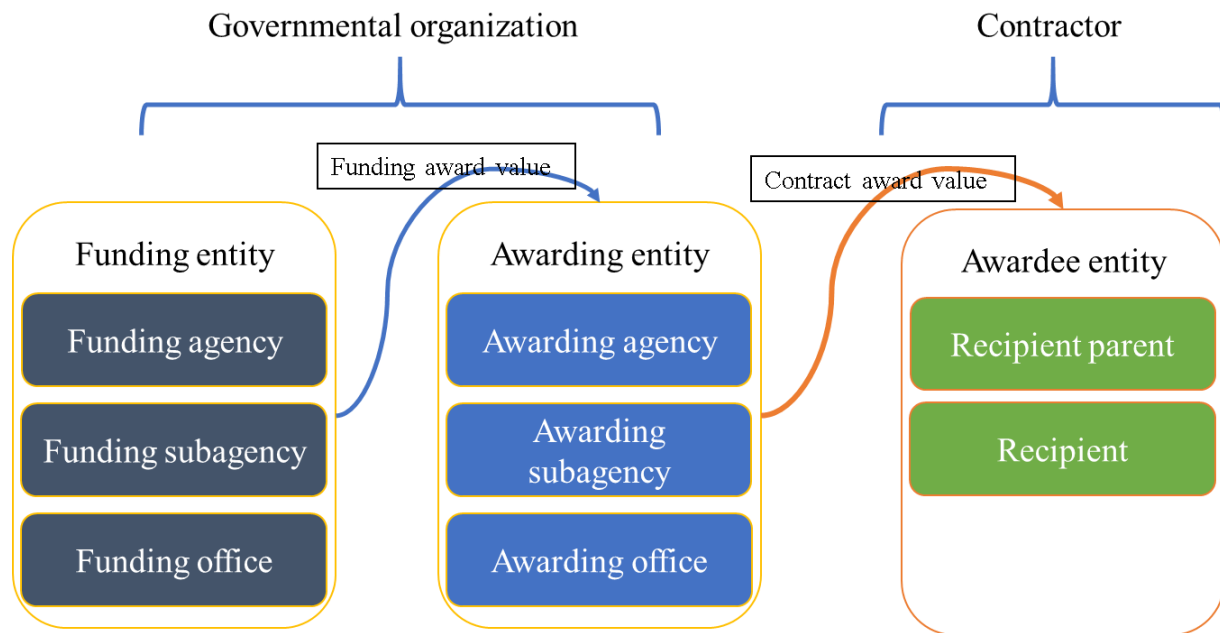 Governmental organization
Contractor
Funding award value
Contract award value
Funding entity
Funding agency
Funding subagency
Funding office
Awarding entity
Awarding agency
Awarding
subagency
Awarding office
Awardee entity
Recipient parent
Recipient